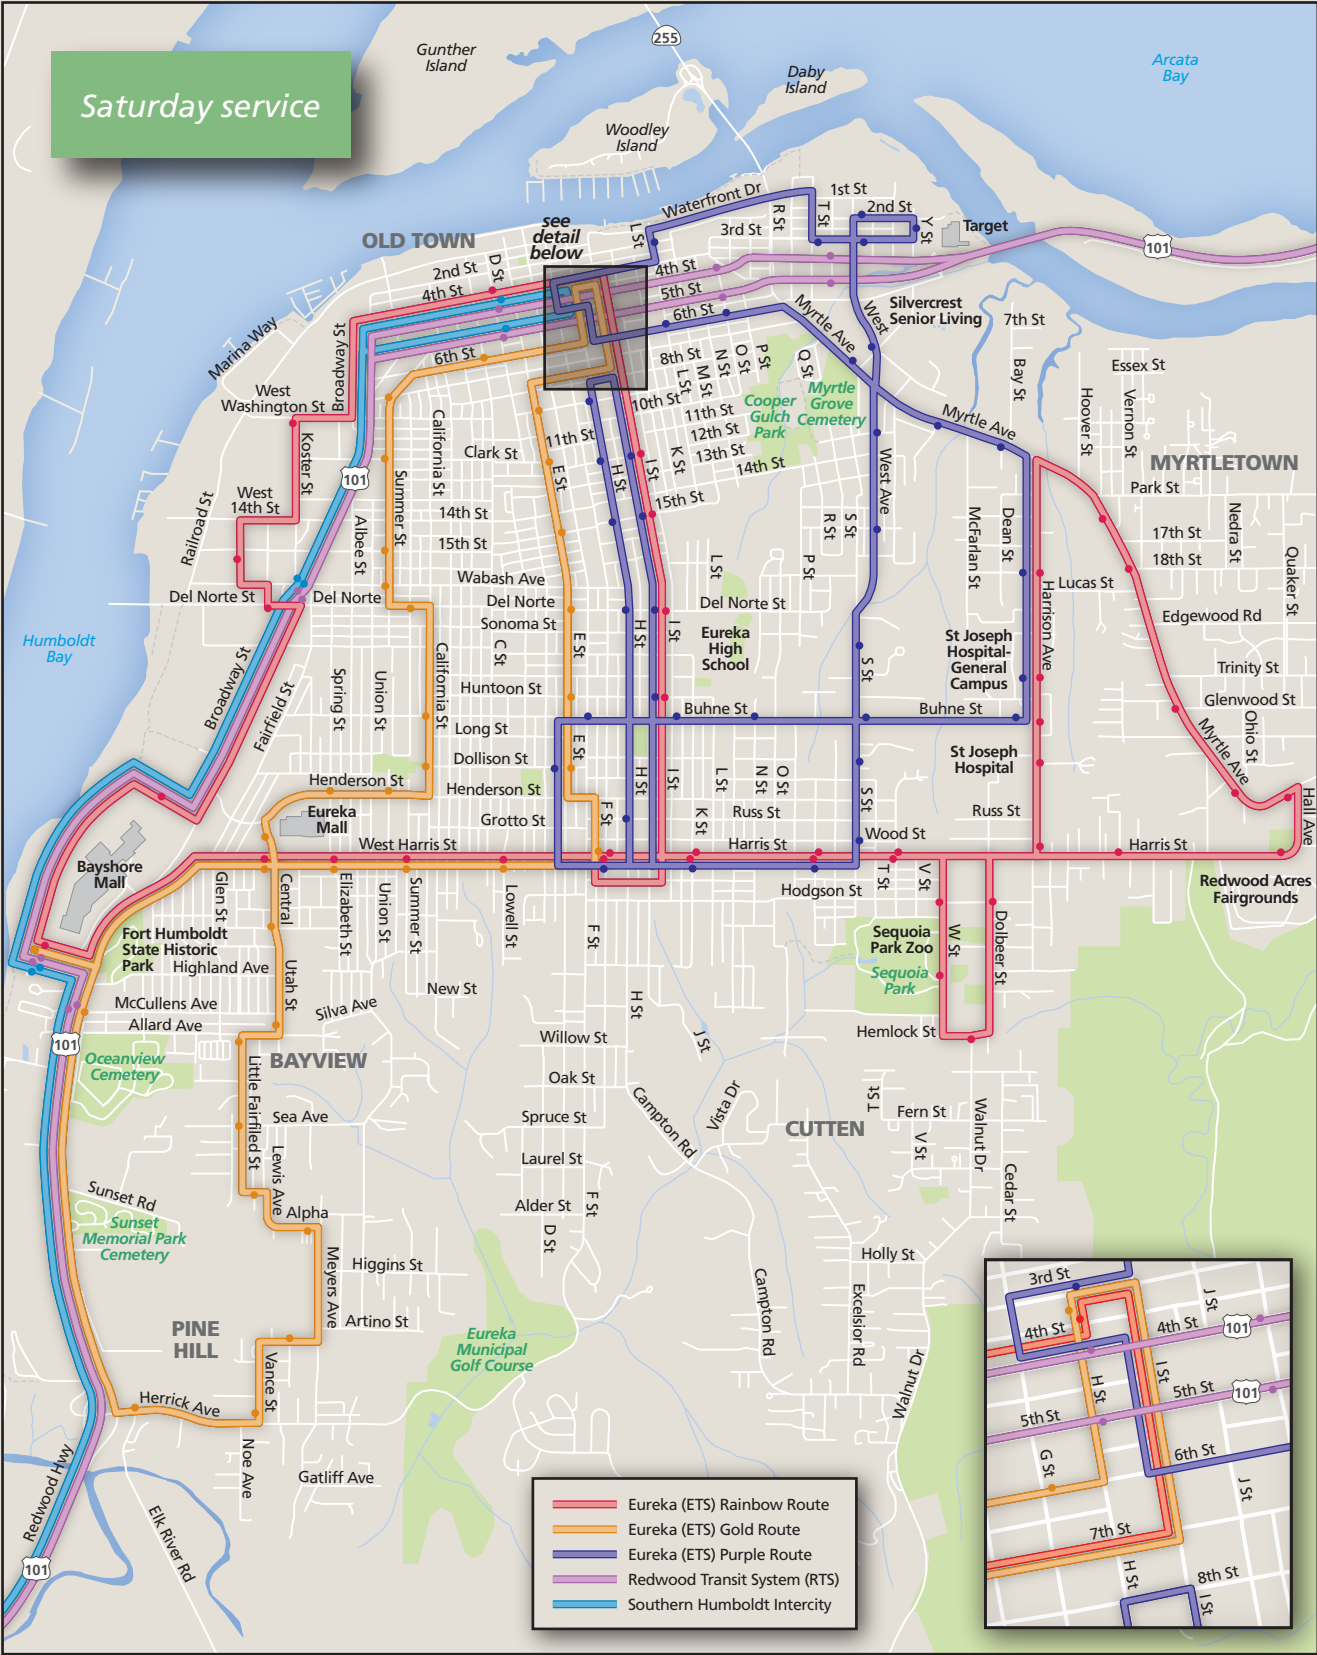 Saturday service
Gunther
Island
255
Daby
Island
Arcata
Bay
Woodley
Island
Waterfront Dr
1st St
2nd St
R St
T St
Y St
3rd St
Target
see
detail
below
L St
OLD TOWN
2nd St
D St
4th St
4th St
5th St
6th St
101
Marina Way
Broadway St
6th St
Myrtle Ave
West
Silvercrest
Senior Living
7th St
8th St
L St
M St
N St
O St
P St
Q St
Bay St
Essex St
Hoover St
Vernon St
West
Washington St
Koster St
California St
Clark St
10th St
11th St
11th St
12th St
13th St
14th St
Cooper
Gulch
Park
Myrtle
Grove
Cemetery
Myrtle Ave
MYRTLETOWN
101
E St
H St
I St
K St
15th St
West Ave
Park St
West
14th St
Railroad St
Summer St
Albee St
14th St
15th St
R St
S St
McFarlan St
Dean St
Nedra St
17th St
18th St
Quaker St
Wabash Ave
L St
P St
Lucas St
Del Norte St
Del Norte
Del Norte
Del Norte St
Sonoma St
Harrison Ave
Edgewood Rd
Humboldt
Bay
C St
E St
H St
I St
Eureka
High
School
S St
St Joseph
Hospital-
General
Campus
Trinity St
Broadway St
Fairfield St
Spring St
Union St
California St
Huntoon St
Long St
Buhne St
Buhne St
Glenwood St
Ohio St
Myrtle Ave
Dollison St
E St
Henderson St
Henderson St
H St
I St
L St
N St
O St
S St
St Joseph
Hospital
Eureka
Mall
Grotto St
F St
K St
Russ St
Russ St
Hall Ave
West Harris St
Harris St
Wood St
Harris St
Bayshore
Mall
Glen St
Central
Elizabeth St
Union St
Summer St
Lowell St
Hodgson St
T St
V St
Redwood Acres
Fairgrounds
Fort Humboldt
State Historic
Park
Highland Ave
F St
Sequoia
Park Zoo
Sequoia
Park
W St
Dolbeer St
Utah St
McCullens Ave
Allard Ave
Silva Ave
New St
H St
Hemlock St
101
BAYVIEW
Willow St
J St
Oceanview
Cemetery
Little Fairfiled St
Oak St
Sea Ave
Spruce St
Campton Rd
Vista Dr
CUTTEN
T St
Fern St
V St
Walnut Dr
Laurel St
Lewis Ave
Sunset Rd
Alpha
Alder St
F St
D St
Cedar St
Sunset
Memorial Park
Cemetery
Meyers Ave
Higgins St
Holly St
Campton Rd
Excelsior Rd
PINE
HILL
Artino St
Eureka
Municipal
Golf Course
Vance St
Walnut Dr
Herrick Ave
Redwood Hwy
Noe Ave
Gatliff Ave
Elk River Rd
101
Eureka (ETS) Rainbow Route
Eureka (ETS) Gold Route
Eureka (ETS) Purple Route
Redwood Transit System (RTS)
Southern Humboldt Intercity
3rd St
J St
4th St
4th St
101
H St
I St
5th St
101
5th St
6th St
G St
J St
7th St
H St
8th St
I St